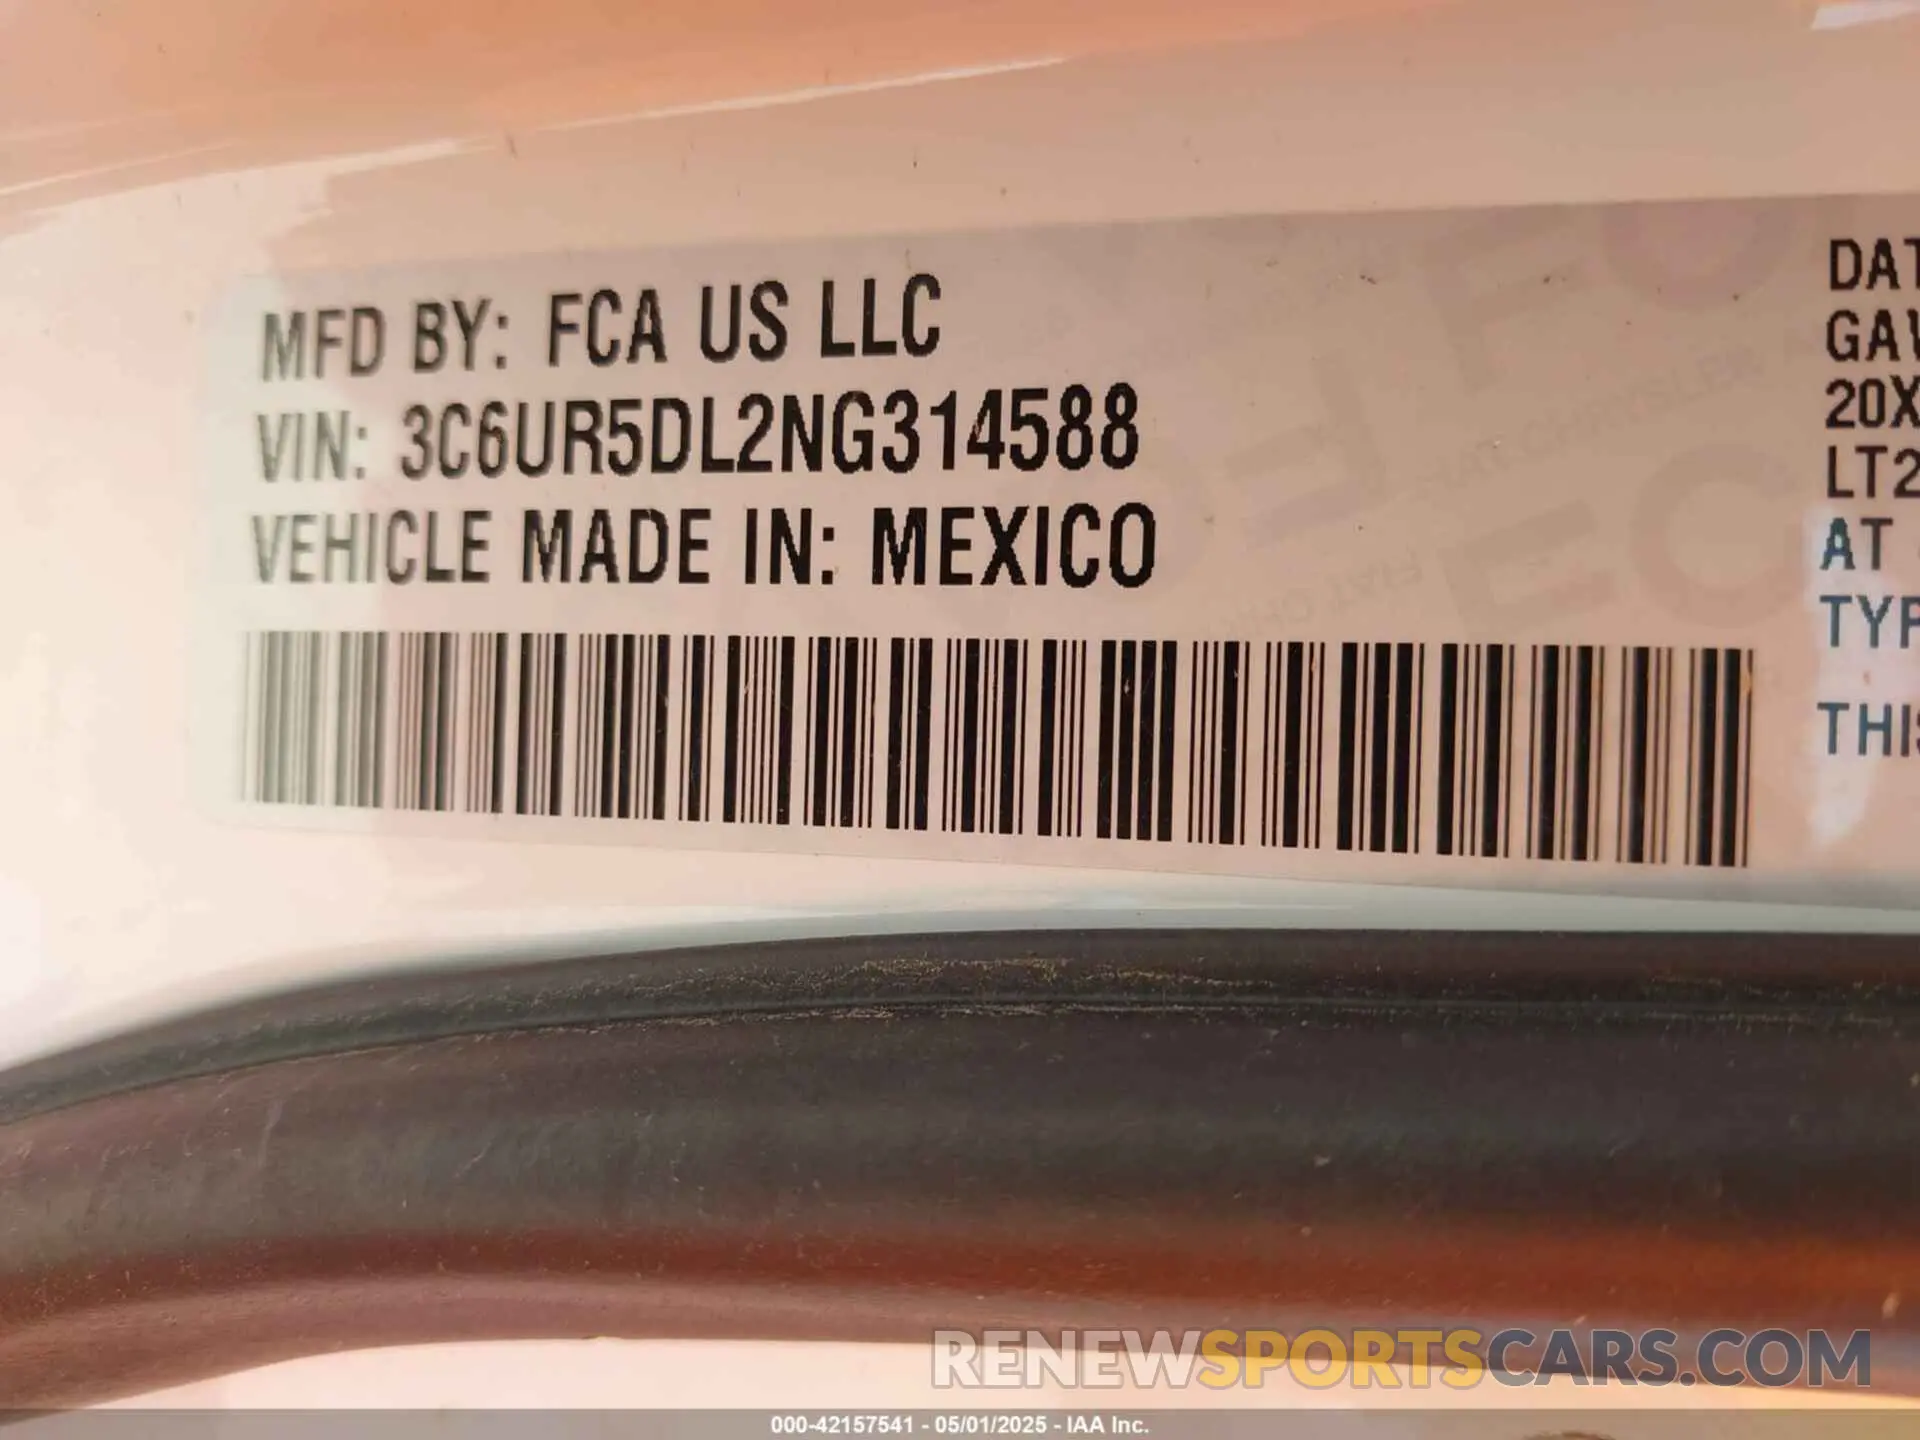 MFD BY: FCA US LLC
VIN: 3C6UR5DL2NG314588
VEHICLE MADE IN: MEXICO
DAT
GAV
20X
LT2
AT
TYP
THIS
RENEWSPORTSCARS.COM
000-42157541 - 05/01/2025 - IAA Inc.